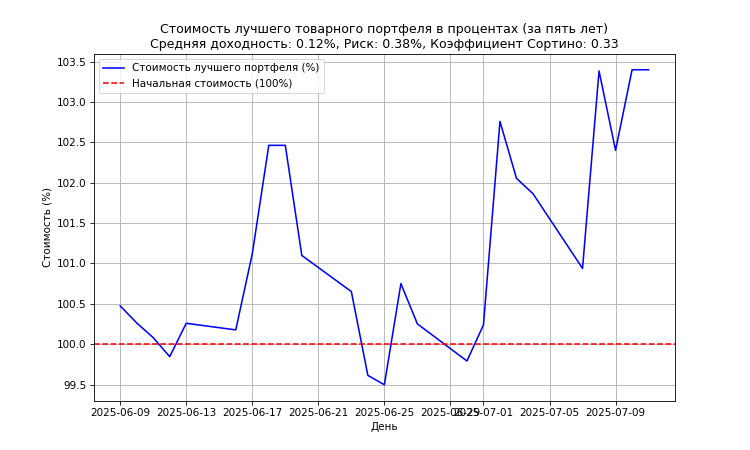 Стоимость лучшего товарного портфеля в процентах (за пять лет)
Средняя доходность: 0.12%, Риск: 0.38%, Коэффициент Сортино: 0.33
Стоимость лучшего портфеля (%)
Начальная стоимость (100%)
Стоимость (%)
103.5
103.0
102.5
102.0
101.5
101.0
100.5
100.0
99.5
2025-06-09 2025-06-13 2025-06-17 2025-06-21 2025-06-25 2025-06-29 2025-07-01 2025-07-05 2025-07-09
День